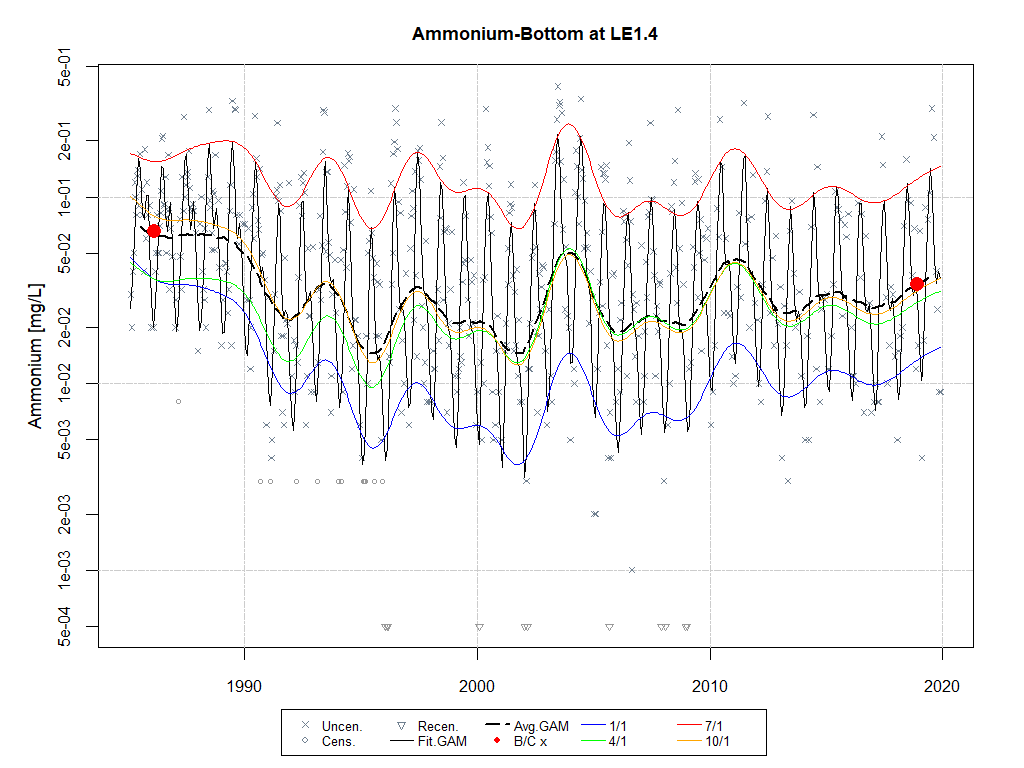 Ammonium-Bottom at LE1.4
Ammonium [mg/L]
5e-01
2e-01
1e-01
5e-02
2e-02
1e-02
5e-03
2e-03
1e-03
5e-04
1990 2000 2010 2020
Uncen. Recen. Avg.GAM 1/1 7/1
Cens. Fit.GAM B/C x 4/1 10/1